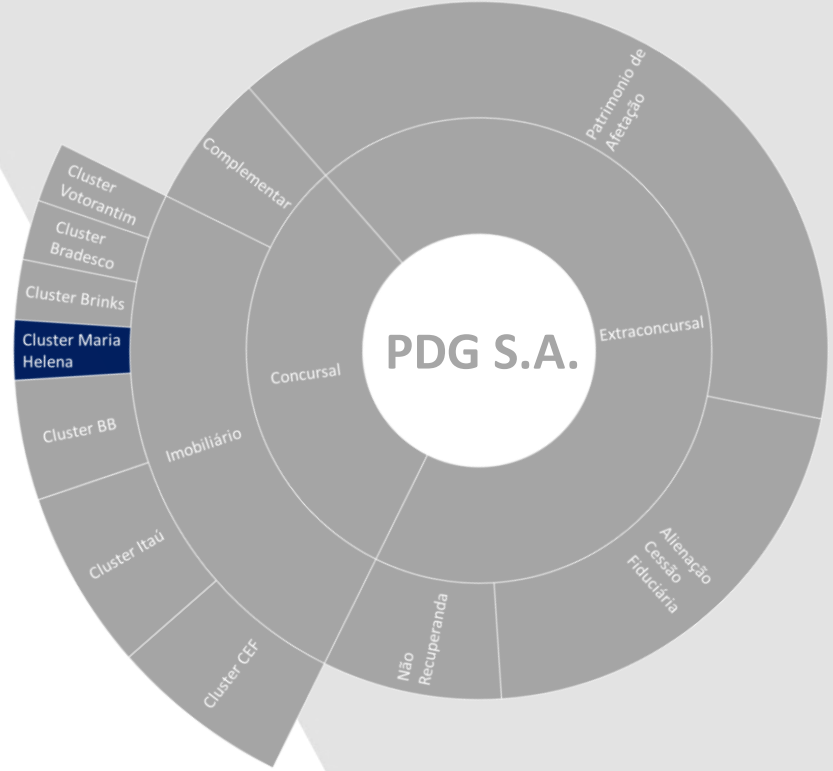 Patrimonio de
Afetação
Complementar
Cluster
Votorantim
Cluster
Bradesco
Cluster Brinks
Cluster Maria
Helena
Cluster BB
Cluster Itaú
Cluster CEF
Imobiliário
Concursal
PDG S.A.
Extraconcursal
Alienação
Cessão
Fiduciária
Não
Recuperanda